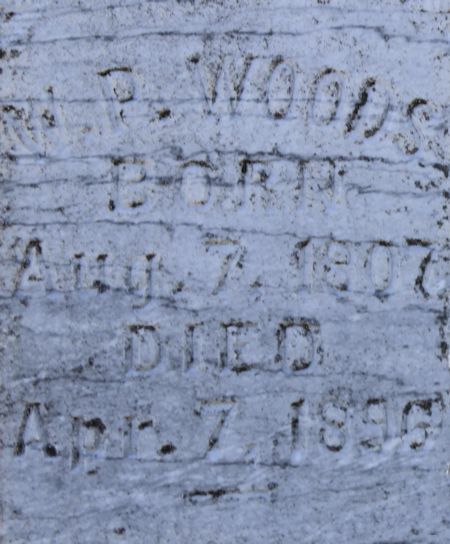 M. P. WOODS
BORN
Aug. 7, 1807
DIED
Apr. 7, 1896